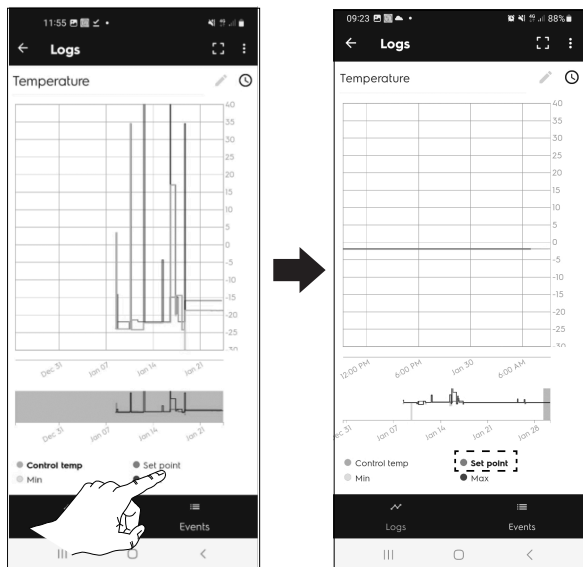 11:55
Logs
Temperature
40
35
30
25
20
15
10
5
0
-5
-10
-15
-20
-25
-30
Dec 31
Jan 07
Jan 14
Jan 21
Dec 31
Jan 07
Jan 14
Jan 21
Control temp
Set point
Min
Events
09:23
88%
Logs
Temperature
40
35
30
25
20
15
10
5
0
-5
-10
-15
-20
-25
-30
12:00 PM
6:00 PM
Jan 30
6:00 AM
Jan 07
Jan 14
Jan 21
Jan 28
Control temp
Set point
Min
Max
Logs
Events